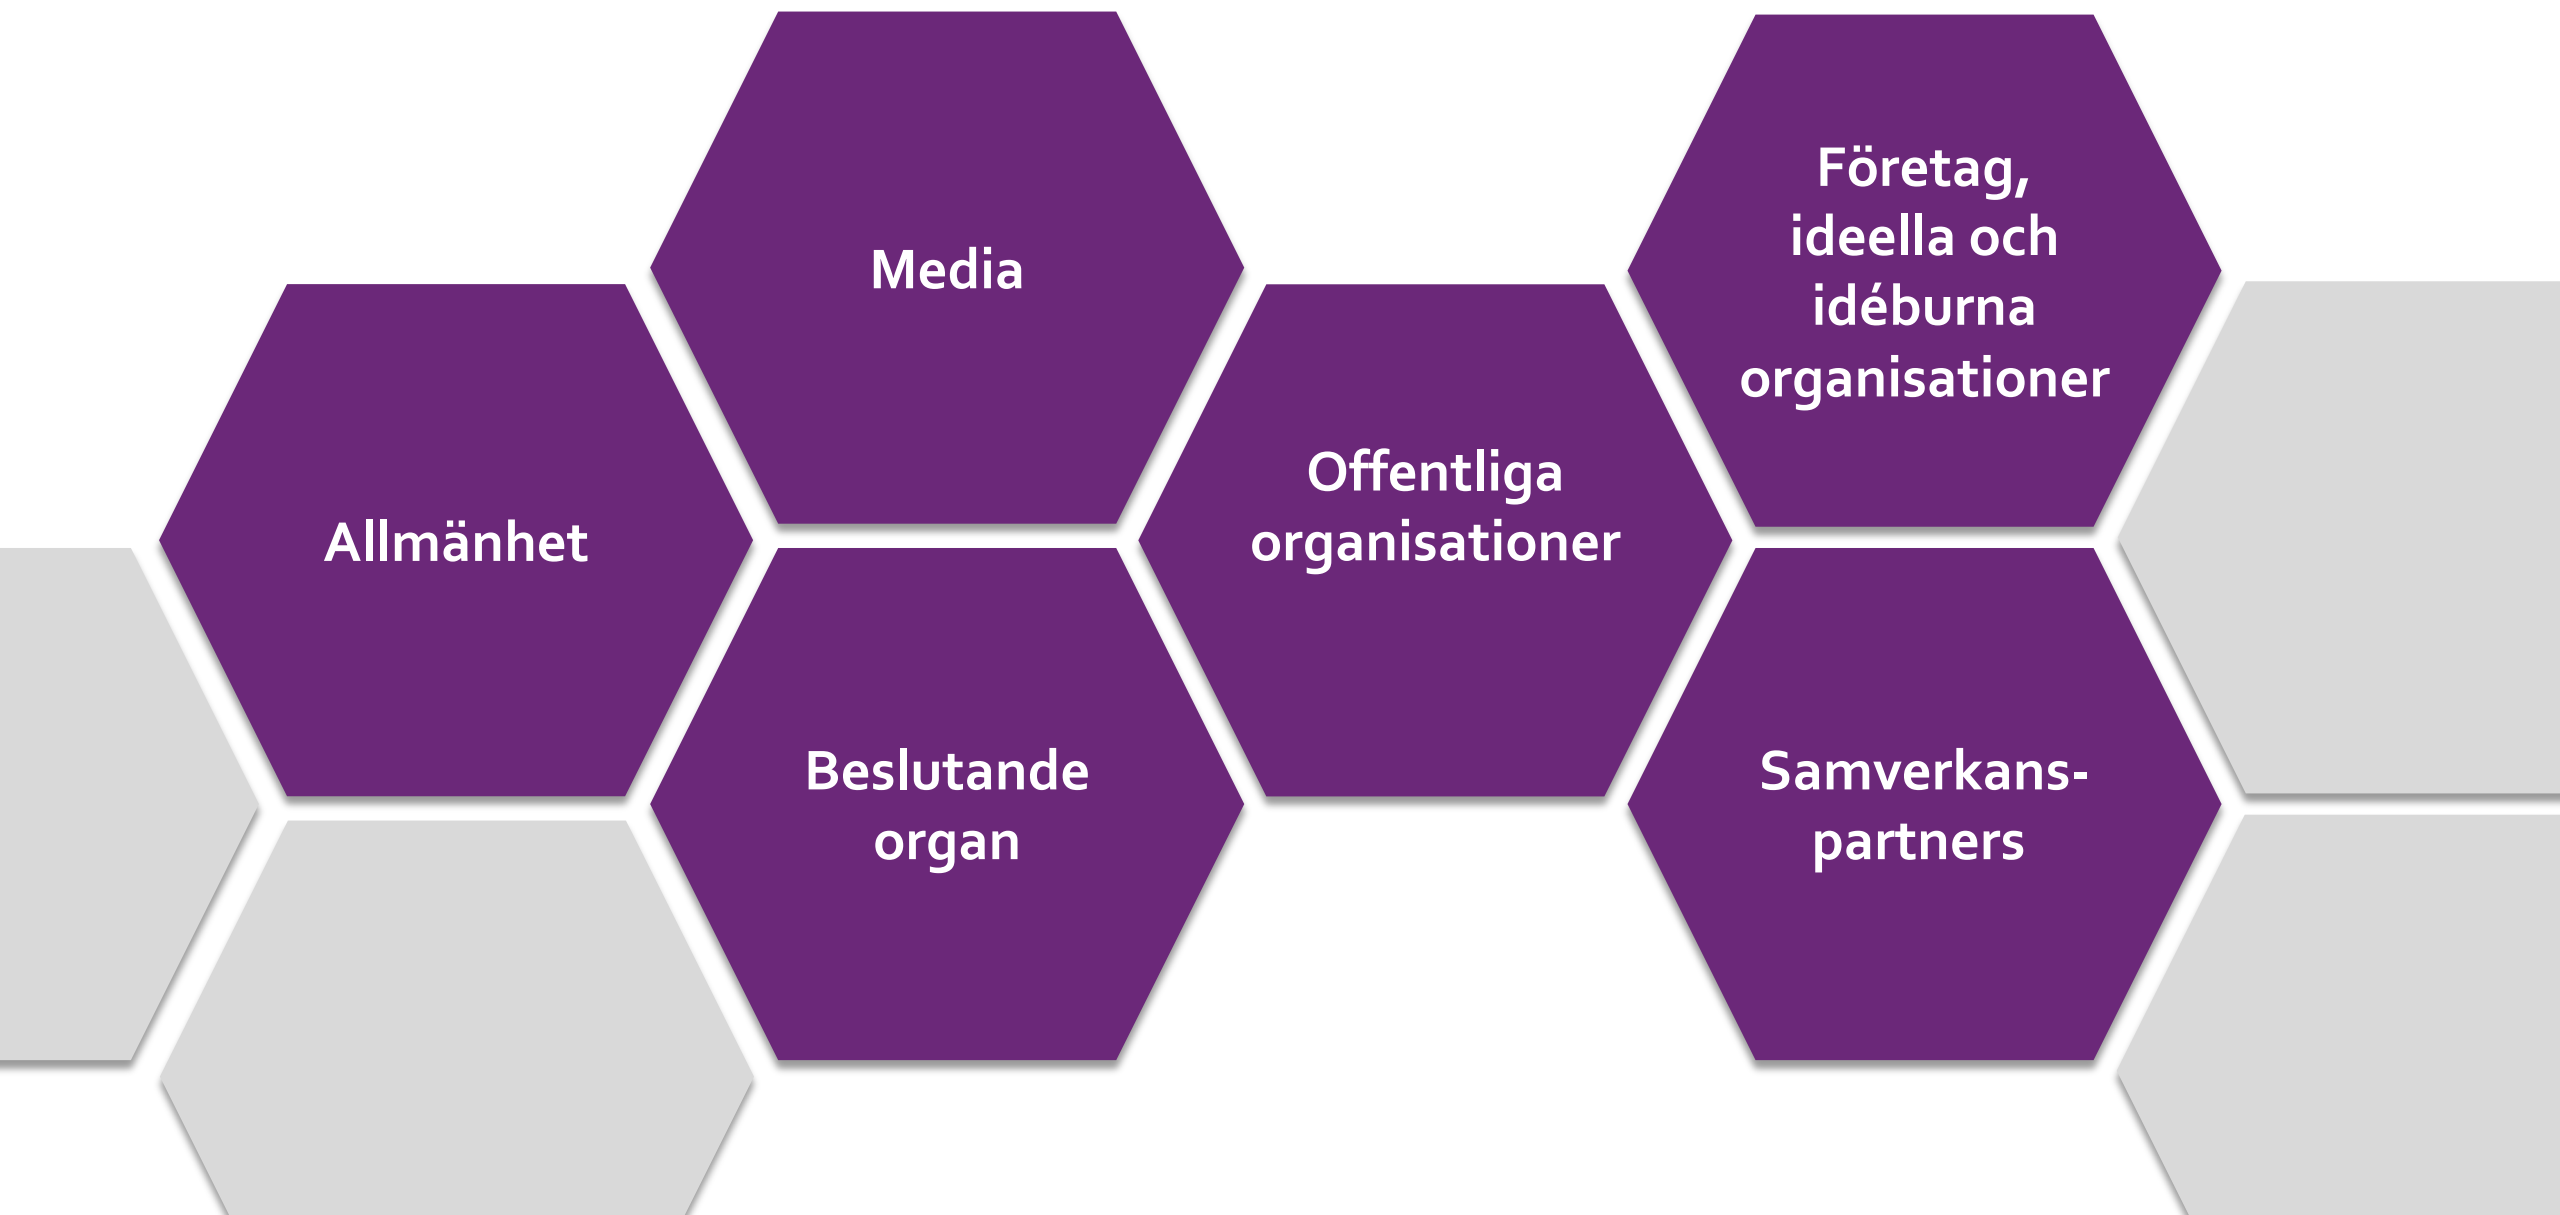 Allmänhet
Media
Beslutande
organ
Offentliga
organisationer
Företag,
ideella och
idéburna
organisationer
Samverkans-
partners